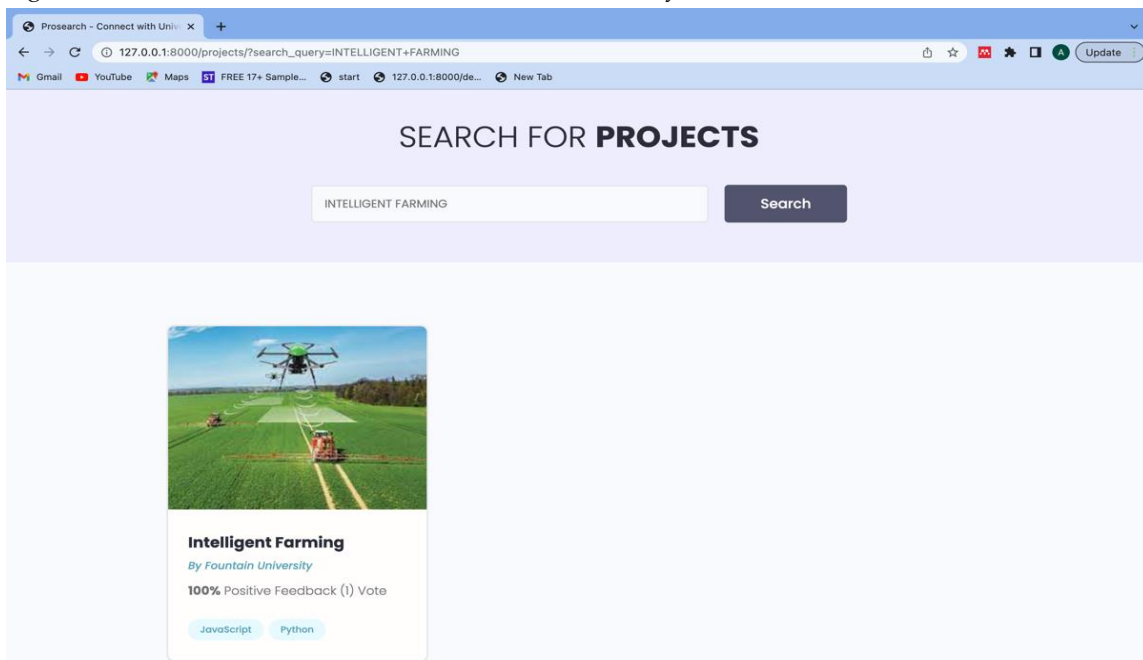 Prosearch - Connect with Univ
127.0.0.1:8000/projects/?search_query=INTELLIGENT+FARMING
A
Update
Gmail
YouTube
Maps
ST
FREE 17+ Sample...
start
127.0.0.1:8000/de...
New Tab
SEARCH FOR PROJECTS
INTELLIGENT FARMING
Search
Intelligent Farming
By Fountain University
100% Positive Feedback (1) Vote
JavaScript
Python